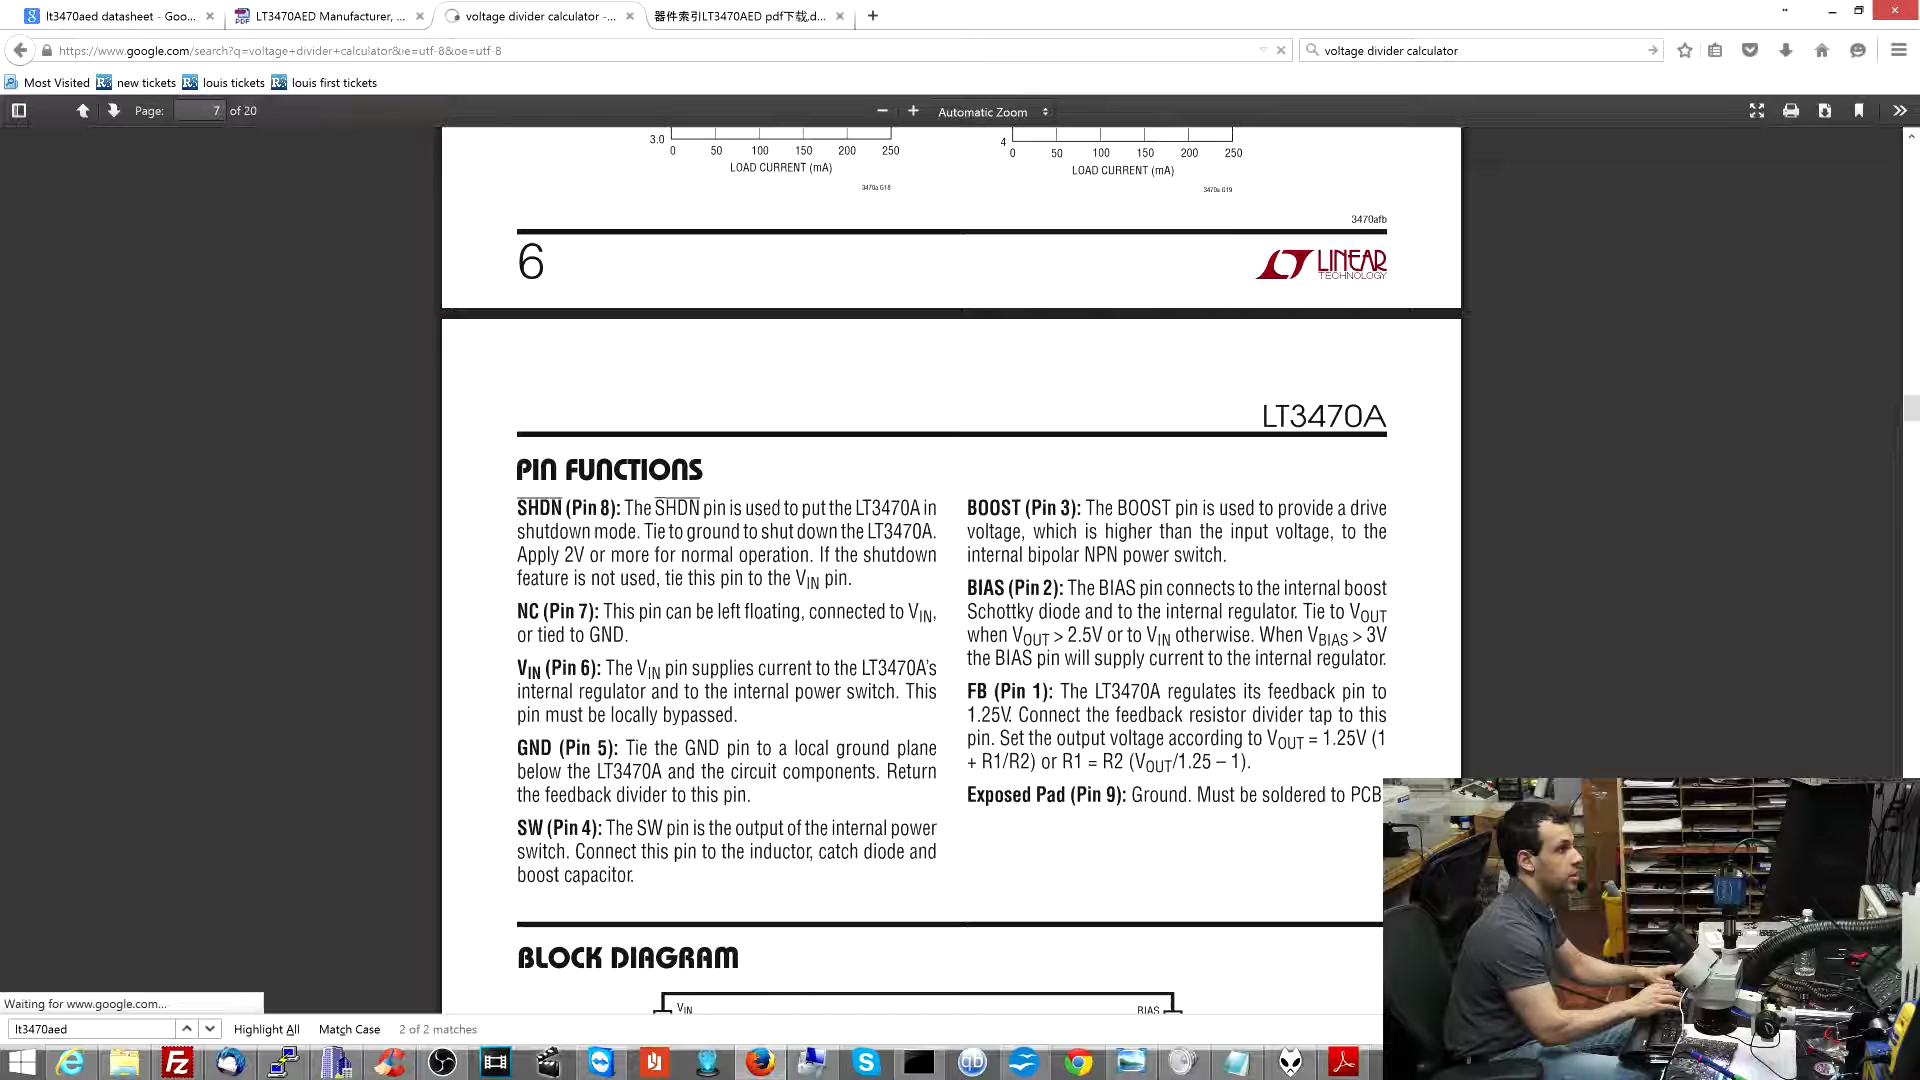 lt3470aed datasheet - Goo...
LT3470AED Manufacturer, ...
voltage divider calculator -...
器件索引LT3470AED pdf下载,d...
https://www.google.com/search?q=voltage+divider+calculator&ie=utf-8&oe=utf-8
voltage divider calculator
Most Visited
new tickets
louis tickets
louis first tickets
Page: 7 of 20
Automatic Zoom
3.0
0 50 100 150 200 250
LOAD CURRENT (mA)
3470a G18
4
0 50 100 150 200 250
LOAD CURRENT (mA)
3470a G19
3470afb
6
LINEAR
TECHNOLOGY
LT3470A
PIN FUNCTIONS
SHDN (Pin 8): The SHDN pin is used to put the LT3470A in
shutdown mode. Tie to ground to shut down the LT3470A.
Apply 2V or more for normal operation. If the shutdown
feature is not used, tie this pin to the VIN pin.
NC (Pin 7): This pin can be left floating, connected to VIN,
or tied to GND.
VIN (Pin 6): The VIN pin supplies current to the LT3470A's
internal regulator and to the internal power switch. This
pin must be locally bypassed.
GND (Pin 5): Tie the GND pin to a local ground plane
below the LT3470A and the circuit components. Return
the feedback divider to this pin.
SW (Pin 4): The SW pin is the output of the internal power
switch. Connect this pin to the inductor, catch diode and
boost capacitor.
BOOST (Pin 3): The BOOST pin is used to provide a drive
voltage, which is higher than the input voltage, to the
internal bipolar NPN power switch.
BIAS (Pin 2): The BIAS pin connects to the internal boost
Schottky diode and to the internal regulator. Tie to VOUT
when VOUT > 2.5V or to VIN otherwise. When VBIAS > 3V
the BIAS pin will supply current to the internal regulator.
FB (Pin 1): The LT3470A regulates its feedback pin to
1.25V. Connect the feedback resistor divider tap to this
pin. Set the output voltage according to VOUT = 1.25V (1
+ R1/R2) or R1 = R2 (VOUT/1.25 – 1).
Exposed Pad (Pin 9): Ground. Must be soldered to PCB
BLOCK DIAGRAM
VIN
BIAS
Waiting for www.google.com...
lt3470aed
Highlight All
Match Case
2 of 2 matches